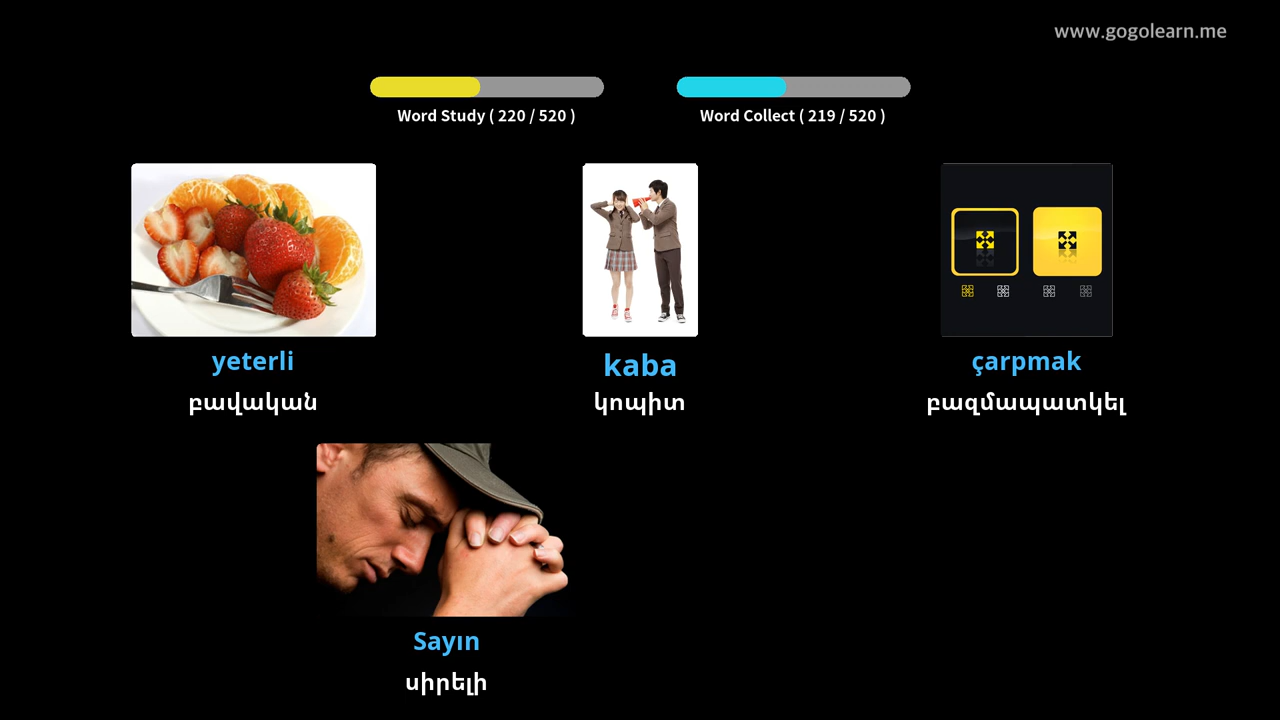 www.gogolearn.me
Word Study ( 220 / 520 )
Word Collect ( 219 / 520 )
yeterli
բավական
kaba
կոպիտ
çarpmak
բազմապատկել
Sayın
սիրելի